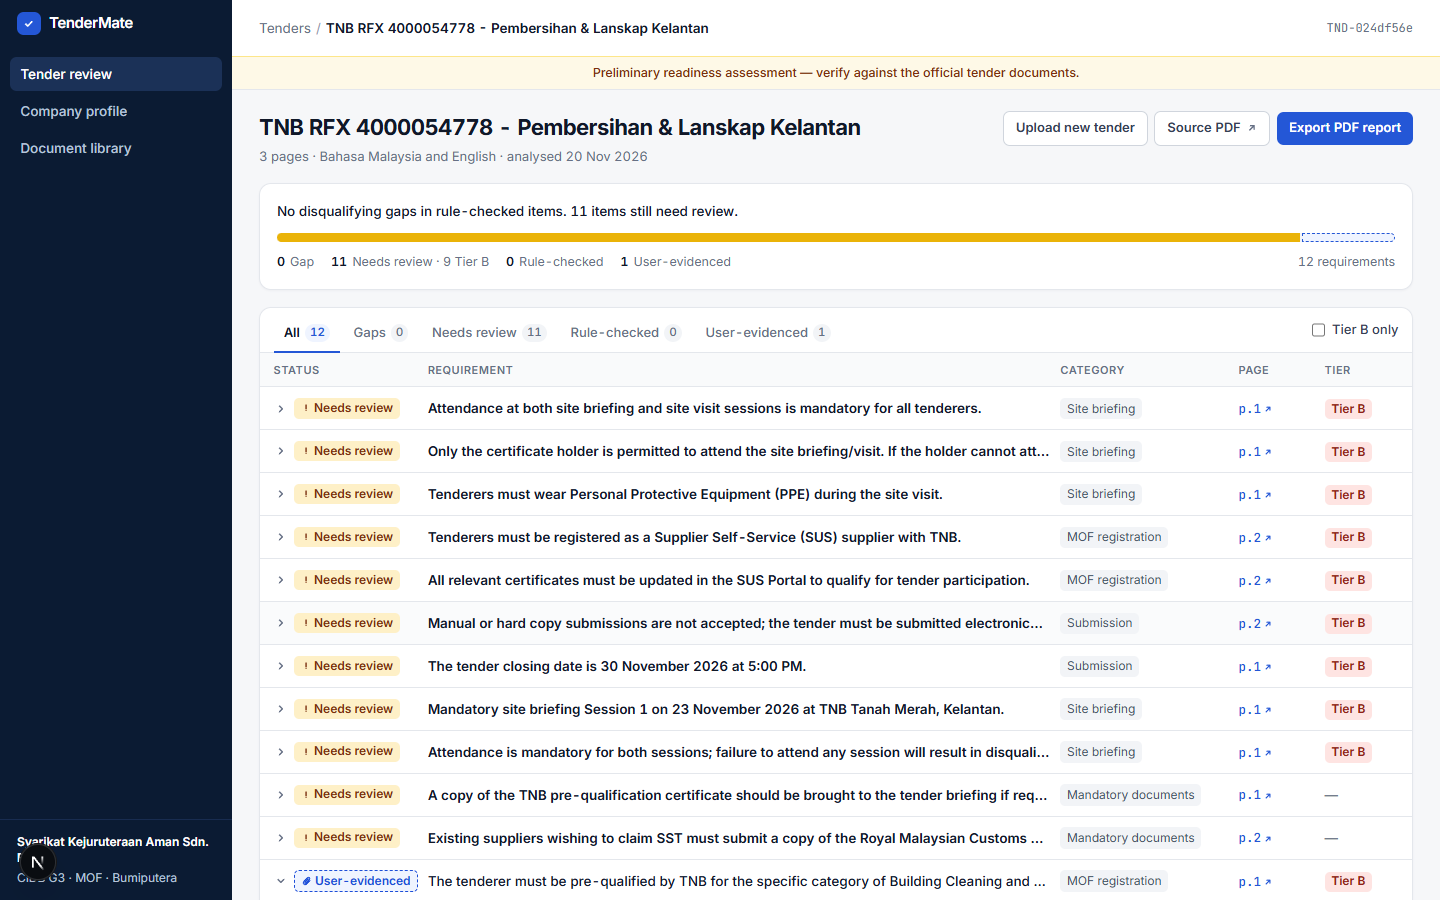 TenderMate
Tender review
Company profile
Document library
Syarikat Kejuruteraan Aman Sdn.
G3 · MOF · Bumiputera
N
Tenders / TNB RFX 4000054778 - Pembersihan & Lanskap Kelantan
TND-024df56e
Preliminary readiness assessment — verify against the official tender documents.
TNB RFX 4000054778 - Pembersihan & Lanskap Kelantan
3 pages · Bahasa Malaysia and English · analysed 20 Nov 2026
Upload new tender
Source PDF ↗
Export PDF report
No disqualifying gaps in rule-checked items. 11 items still need review.
0 Gap 11 Needs review · 9 Tier B 0 Rule-checked 1 User-evidenced 12 requirements
All 12 Gaps 0 Needs review 11 Rule-checked 0 User-evidenced 1 Tier B only
STATUS REQUIREMENT CATEGORY PAGE TIER
! Needs review Attendance at both site briefing and site visit sessions is mandatory for all tenderers. Site briefing p.1 ↗ Tier B
! Needs review Only the certificate holder is permitted to attend the site briefing/visit. If the holder cannot att... Site briefing p.1 ↗ Tier B
! Needs review Tenderers must wear Personal Protective Equipment (PPE) during the site visit. Site briefing p.1 ↗ Tier B
! Needs review Tenderers must be registered as a Supplier Self-Service (SUS) supplier with TNB. MOF registration p.2 ↗ Tier B
! Needs review All relevant certificates must be updated in the SUS Portal to qualify for tender participation. MOF registration p.2 ↗ Tier B
! Needs review Manual or hard copy submissions are not accepted; the tender must be submitted electronic... Submission p.2 ↗ Tier B
! Needs review The tender closing date is 30 November 2026 at 5:00 PM. Submission p.1 ↗ Tier B
! Needs review Mandatory site briefing Session 1 on 23 November 2026 at TNB Tanah Merah, Kelantan. Site briefing p.1 ↗ Tier B
! Needs review Attendance is mandatory for both sessions; failure to attend any session will result in disquali... Site briefing p.1 ↗ Tier B
! Needs review A copy of the TNB pre-qualification certificate should be brought to the tender briefing if req... Mandatory documents p.1 ↗ —
! Needs review Existing suppliers wishing to claim SST must submit a copy of the Royal Malaysian Customs ... Mandatory documents p.2 ↗ —
User-evidenced The tenderer must be pre-qualified by TNB for the specific category of Building Cleaning and ... MOF registration p.1 ↗ Tier B